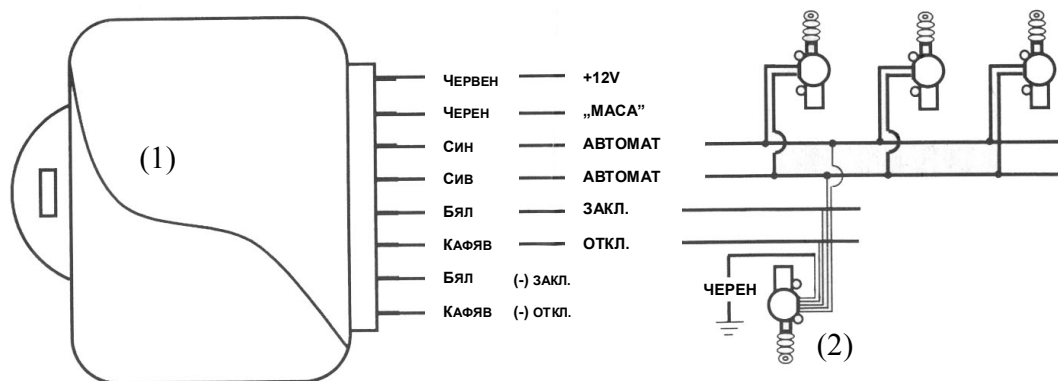 (1)
ЧЕРВЕН +12V
ЧЕРЕН „МАСА”
СИН АВТОМАТ
СИВ АВТОМАТ
БЯЛ ЗАКЛ.
КАФЯВ ОТКЛ.
БЯЛ (-) ЗАКЛ.
КАФЯВ (-) ОТКЛ.
ЧЕРЕН
(2)